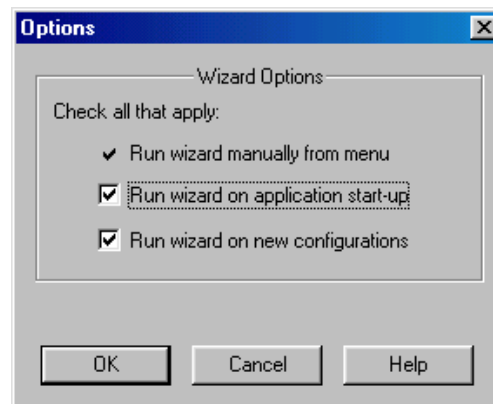 Options
Wizard Options
Check all that apply:
Run wizard manually from menu
Run wizard on application start-up
Run wizard on new configurations
OK Cancel Help